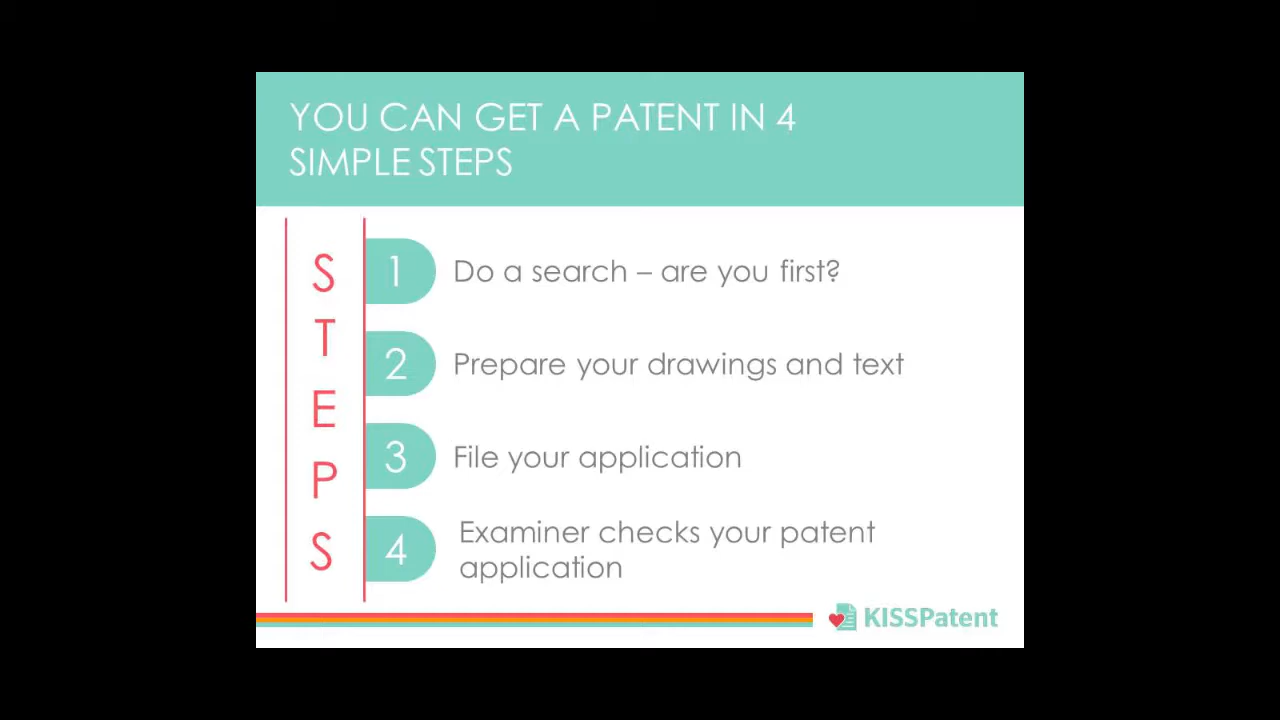 YOU CAN GET A PATENT IN 4
SIMPLE STEPS
STEPS
1 Do a search – are you first?
2 Prepare your drawings and text
3 File your application
4 Examiner checks your patent
application
KISSPatent